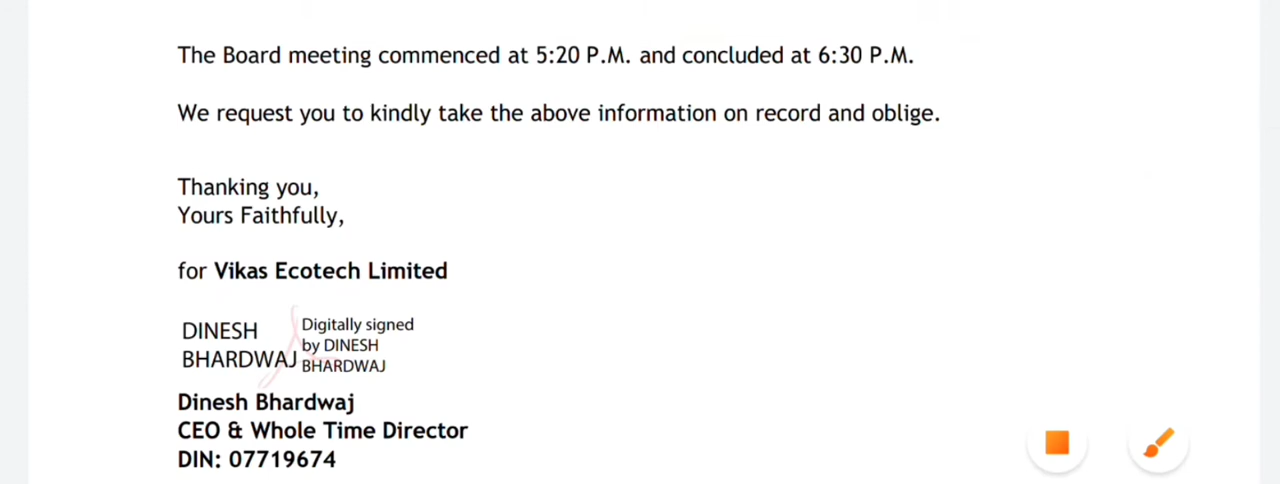 The Board meeting commenced at 5:20 P.M. and concluded at 6:30 P.M.
We request you to kindly take the above information on record and oblige.
Thanking you,
Yours Faithfully,
for Vikas Ecotech Limited
DINESH
BHARDWAJ
Digitally signed
by DINESH
BHARDWAJ
Dinesh Bhardwaj
CEO & Whole Time Director
DIN: 07719674